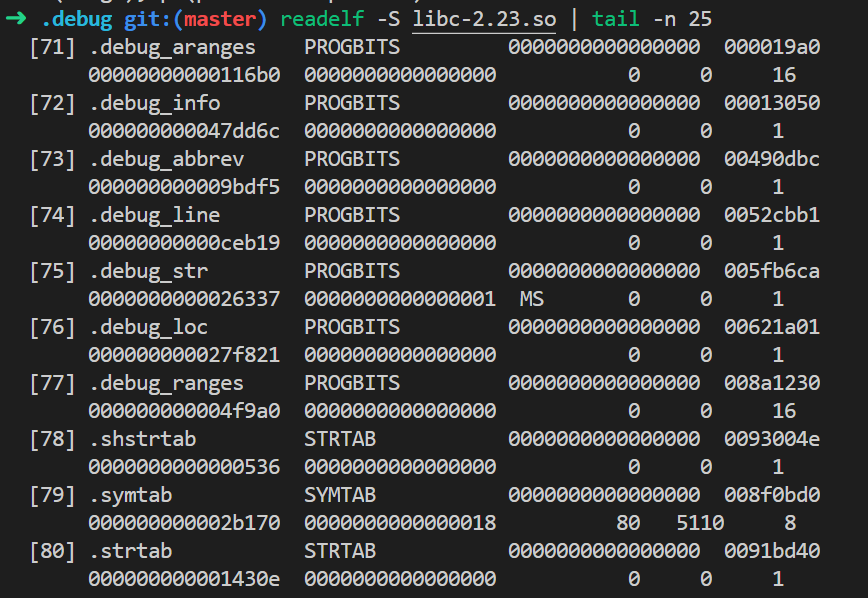 → .debug git:(master) readelf -S libc-2.23.so | tail -n 25
[71] .debug_aranges PROGBITS 0000000000000000 000019a0
00000000000116b0 0000000000000000 0 0 16
[72] .debug_info PROGBITS 0000000000000000 00013050
000000000047dd6c 0000000000000000 0 0 1
[73] .debug_abbrev PROGBITS 0000000000000000 00490dbc
000000000009bdf5 0000000000000000 0 0 1
[74] .debug_line PROGBITS 0000000000000000 0052cbb1
00000000000ceb19 0000000000000000 0 0 1
[75] .debug_str PROGBITS 0000000000000000 005fb6ca
0000000000026337 0000000000000001 MS 0 0 1
[76] .debug_loc PROGBITS 0000000000000000 00621a01
000000000027f821 0000000000000000 0 0 1
[77] .debug_ranges PROGBITS 0000000000000000 008a1230
000000000004f9a0 0000000000000000 0 0 16
[78] .shstrtab STRTAB 0000000000000000 0093004e
0000000000000536 0000000000000000 0 0 1
[79] .symtab SYMTAB 0000000000000000 008f0bd0
000000000002b170 0000000000000018 80 5110 8
[80] .strtab STRTAB 0000000000000000 0091bd40
000000000001430e 0000000000000000 0 0 1